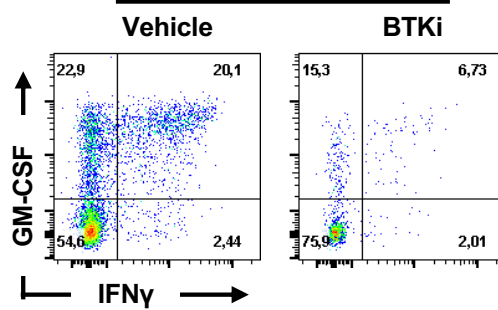 Vehicle BTKi
22,9 20,1 15,3 6,73
GM-CSF
54,6 2,44 75,9 2,01
IFNγ